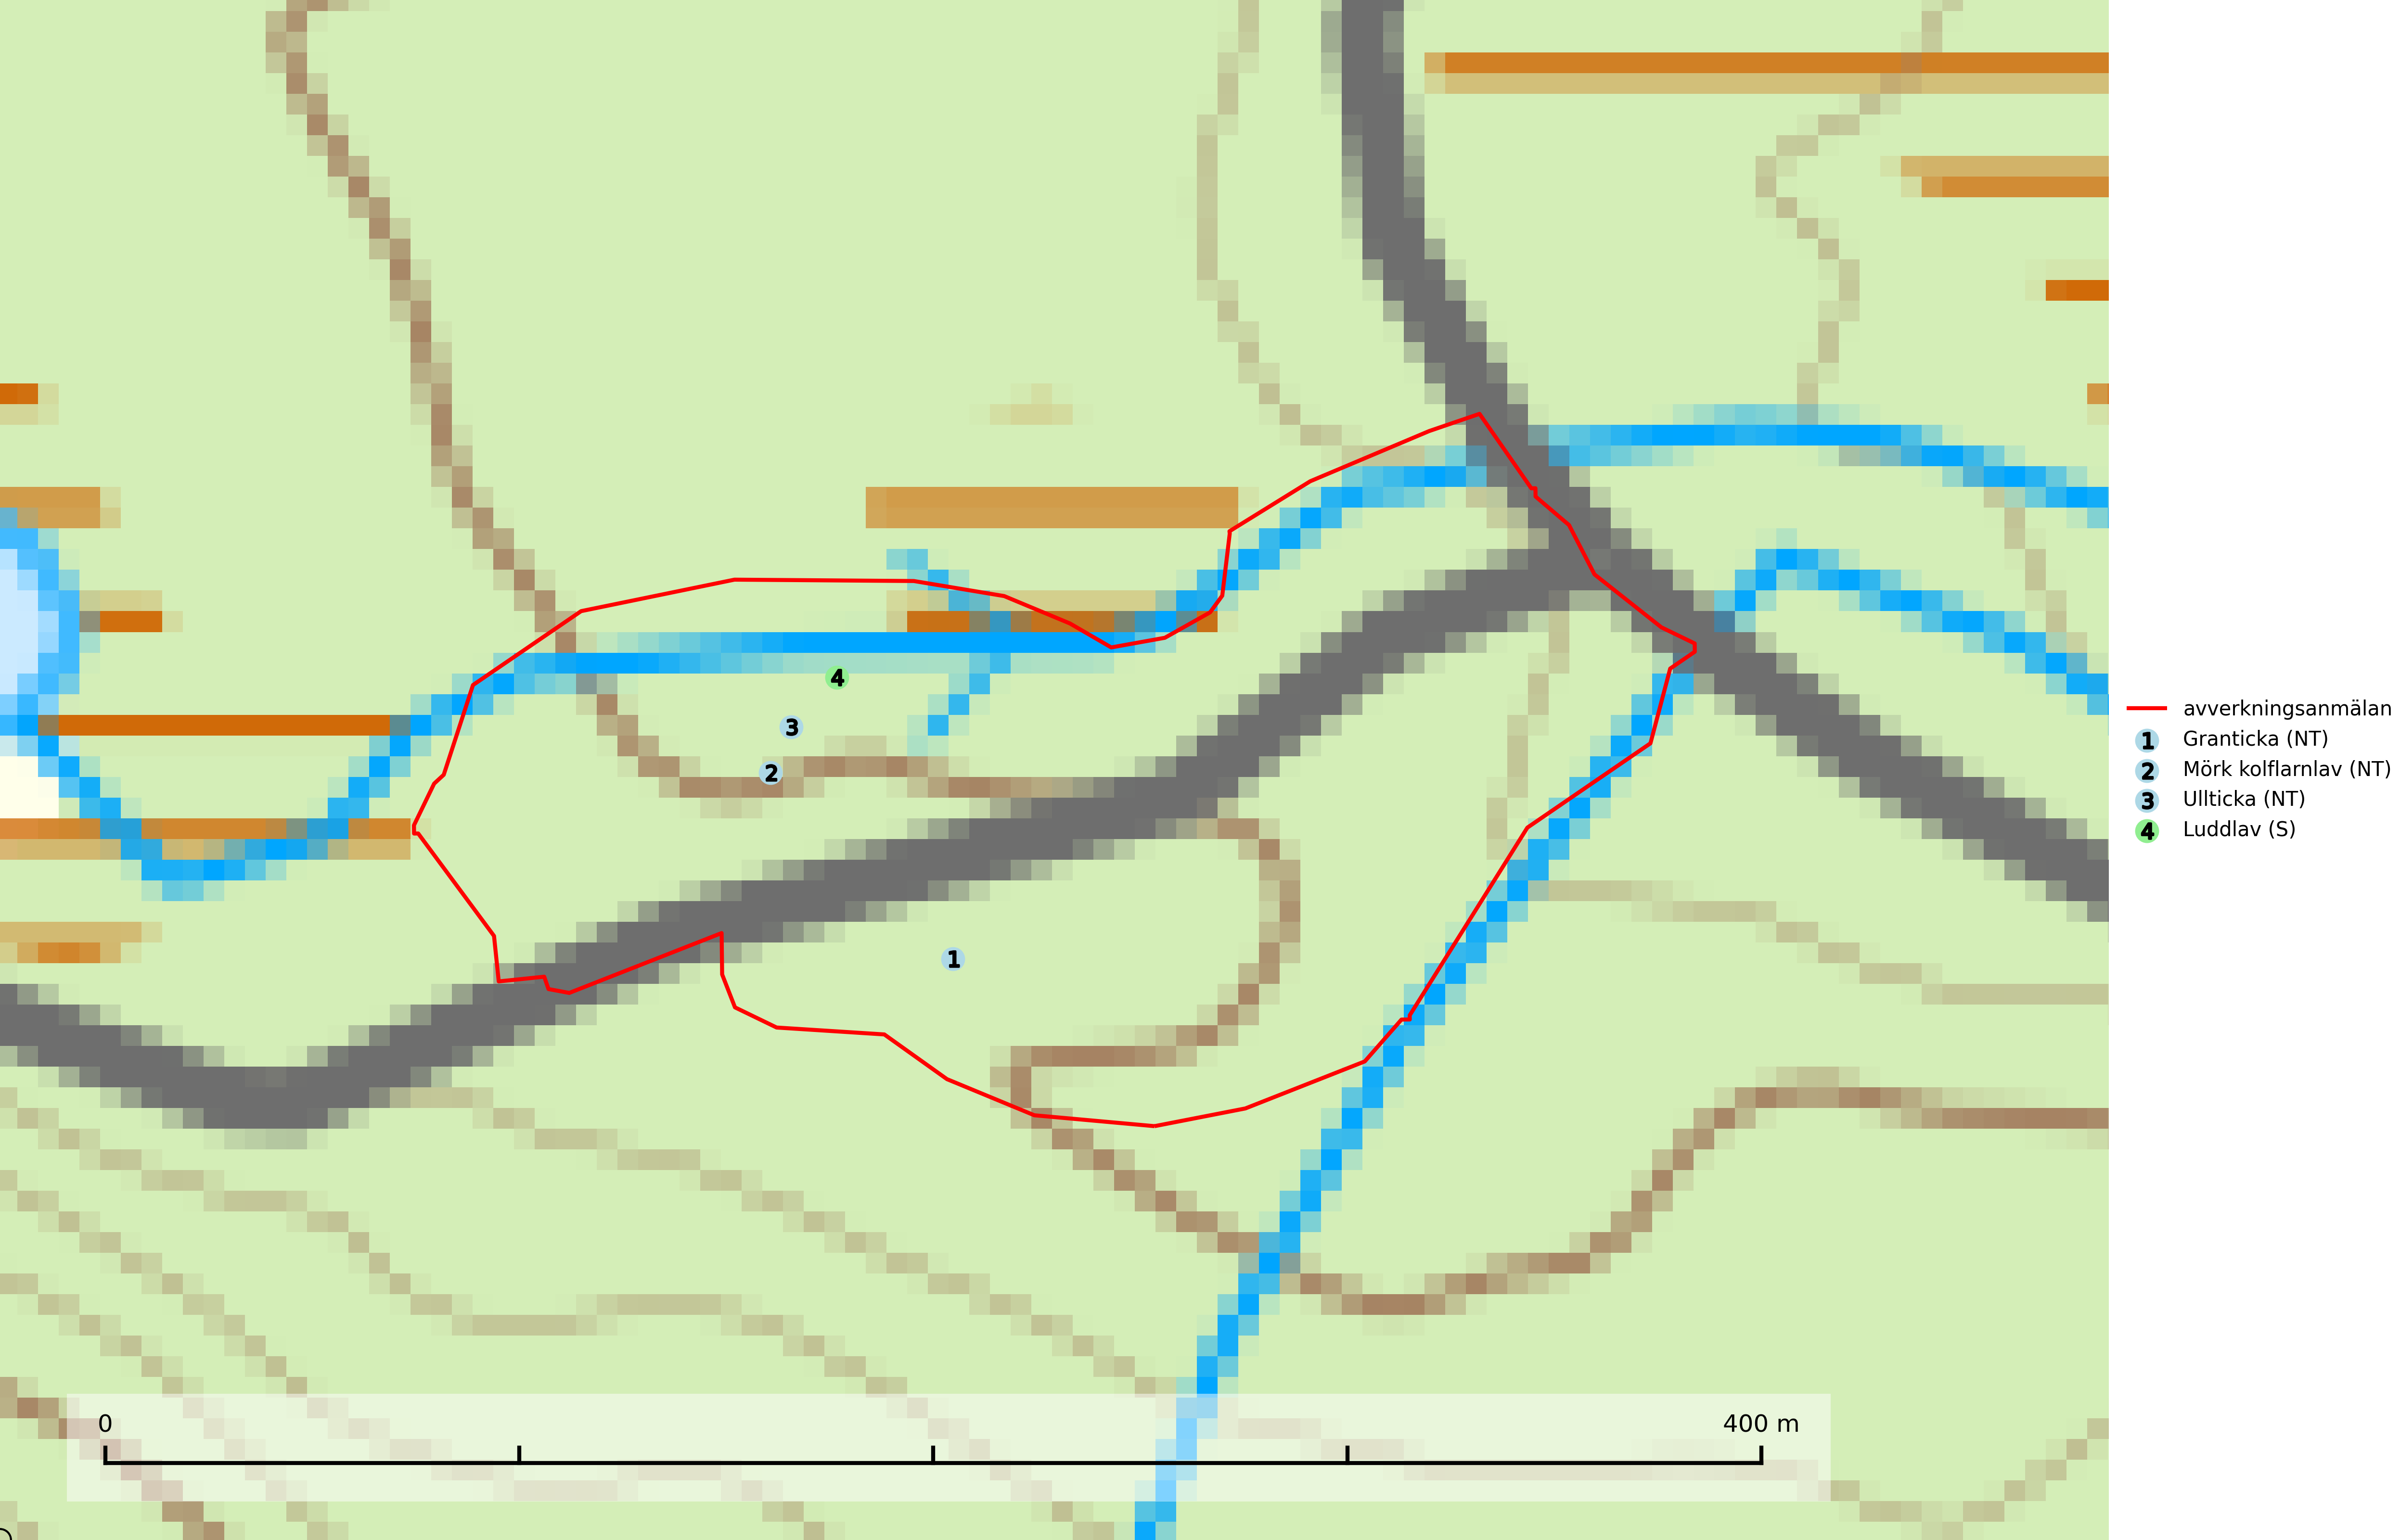 4
3
2
1
avverkningsanmälan
1 Granticka (NT)
2 Mörk kolflarnlav (NT)
3 Ullticka (NT)
4 Luddlav (S)
0 400 m